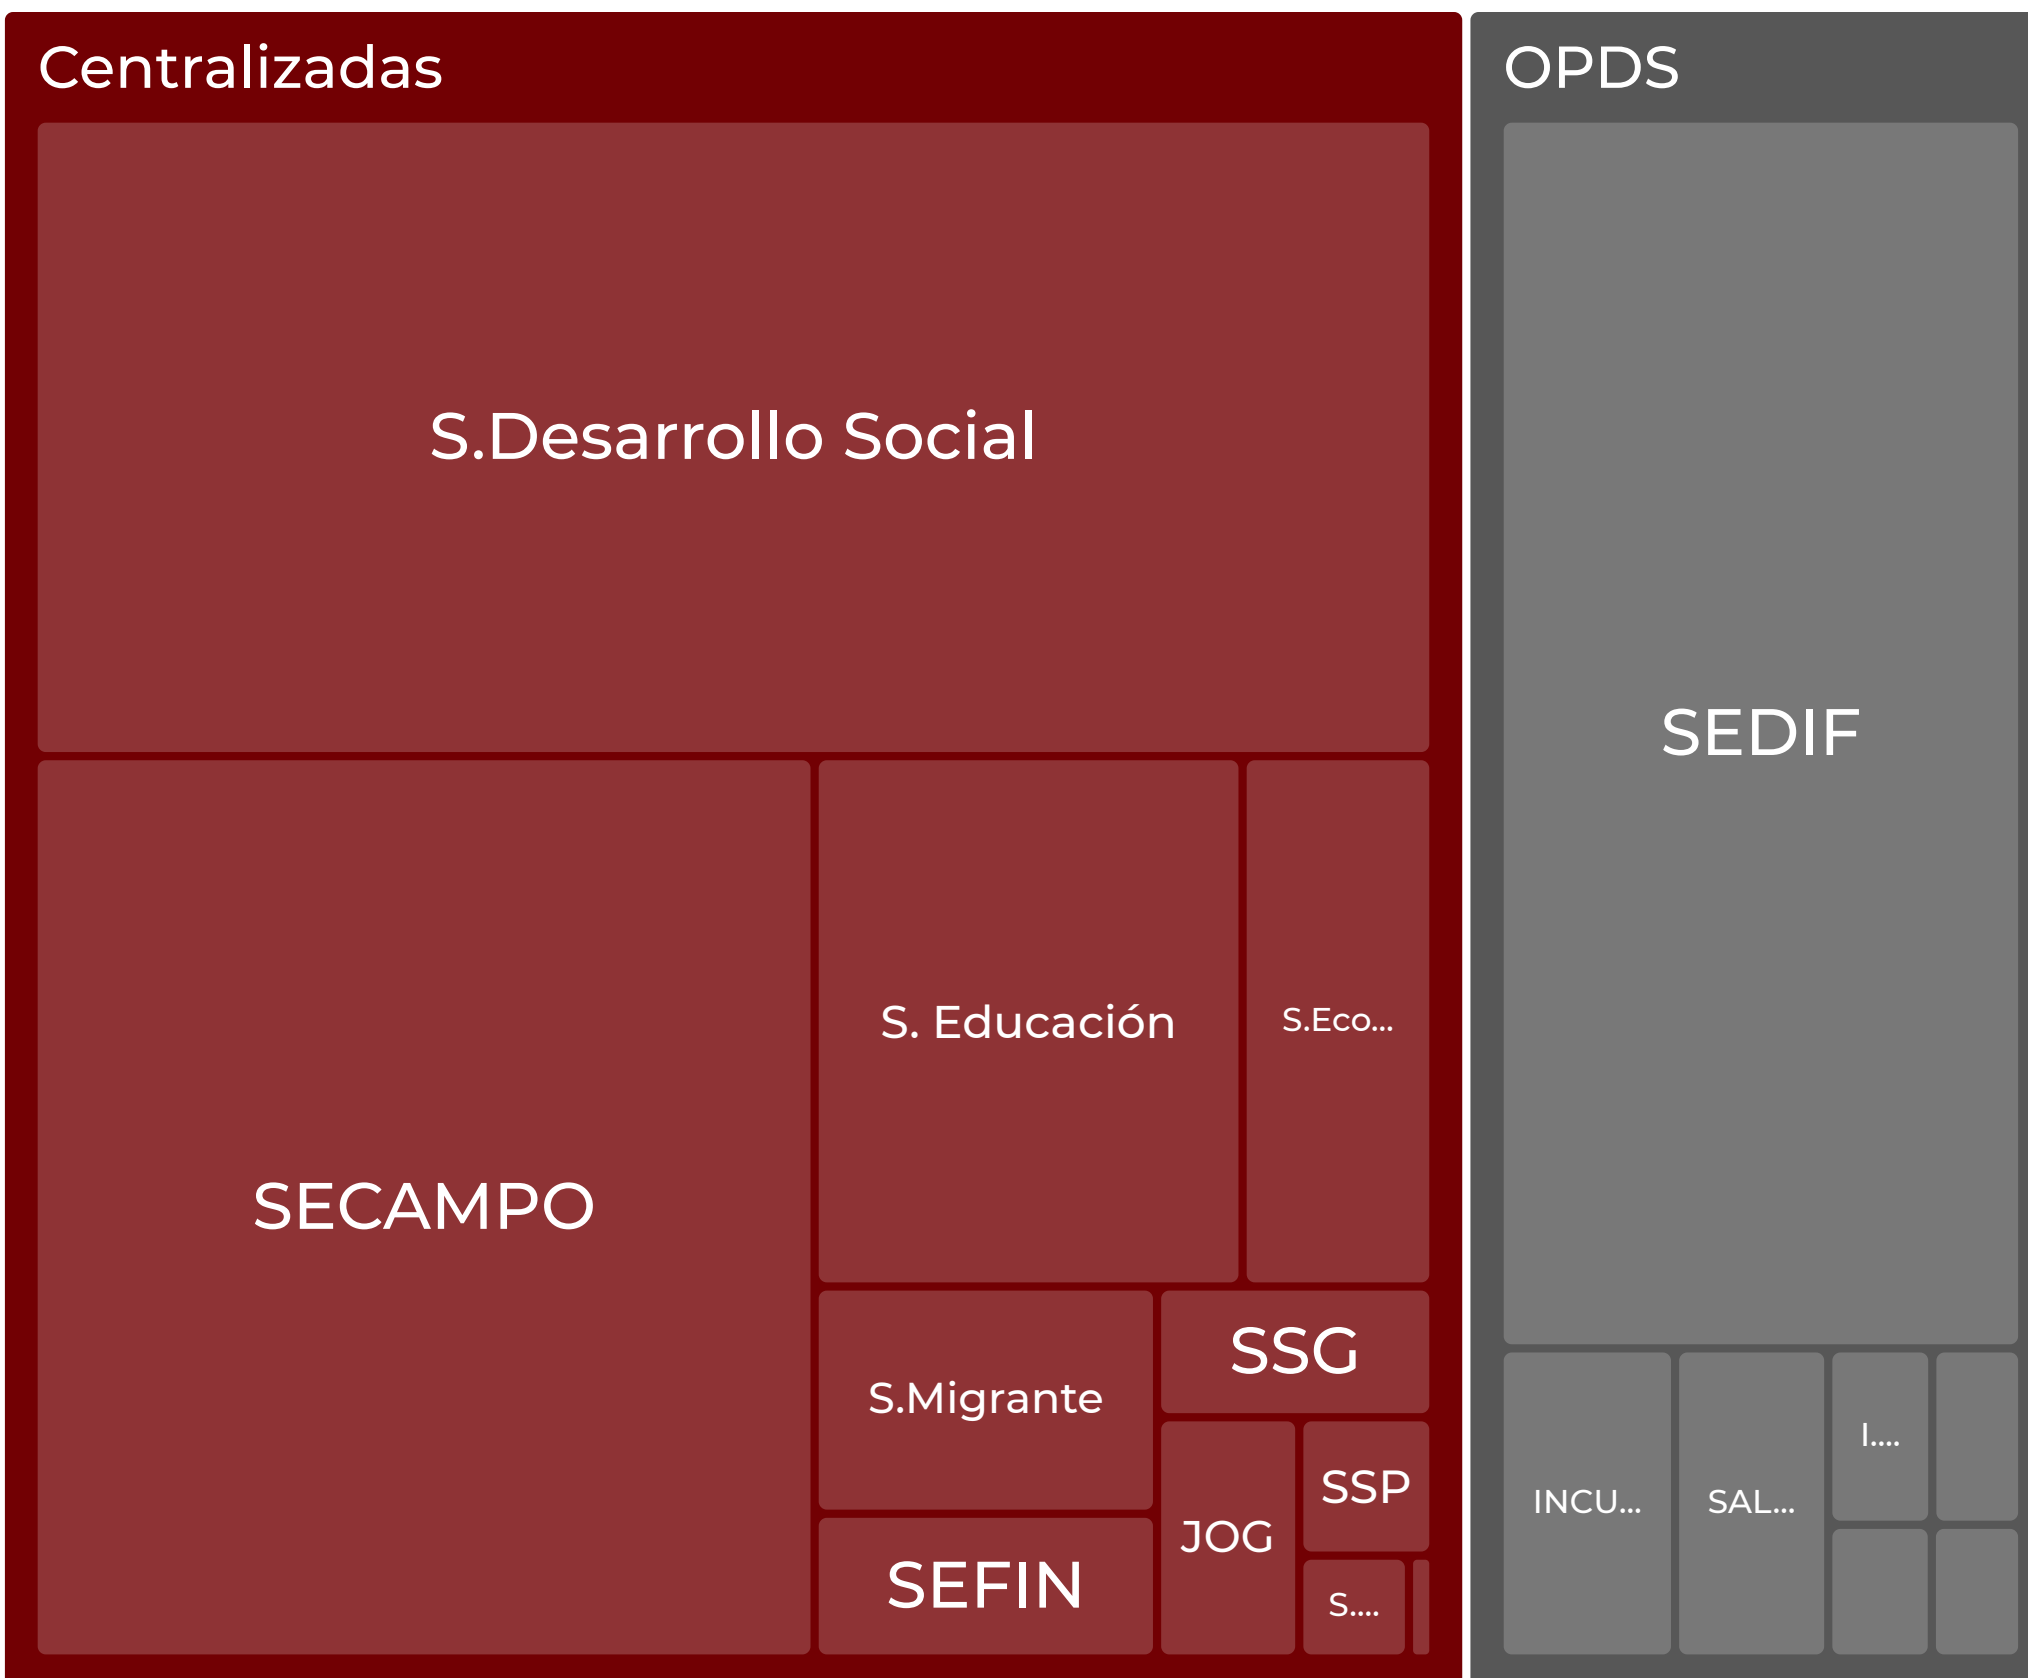 Centralizadas
S.Desarrollo Social
SECAMPO
S. Educación
S.Eco...
S.Migrante
SEFIN
SSG
JOG
SSP
S....
OPDS
SEDIF
INCU...
SAL...
I....